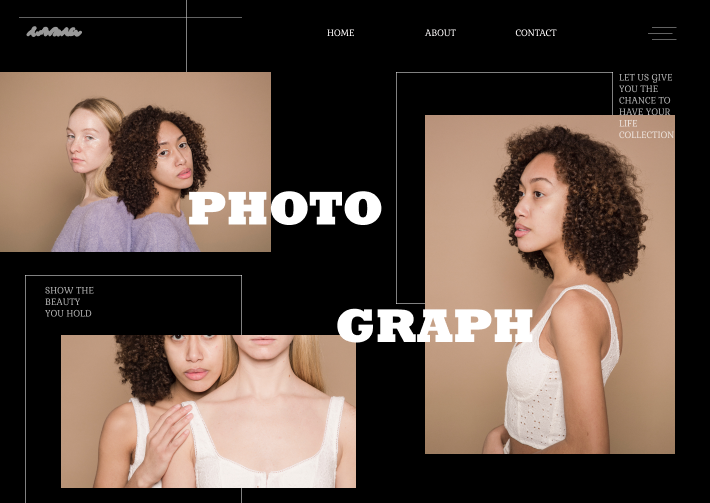 HOME
ABOUT
CONTACT
LET US GIVE
YOU THE
CHANCE TO
HAVE YOUR
LIFE
COLLECTION
PHOTO
SHOW THE
BEAUTY
YOU HOLD
GRAPH